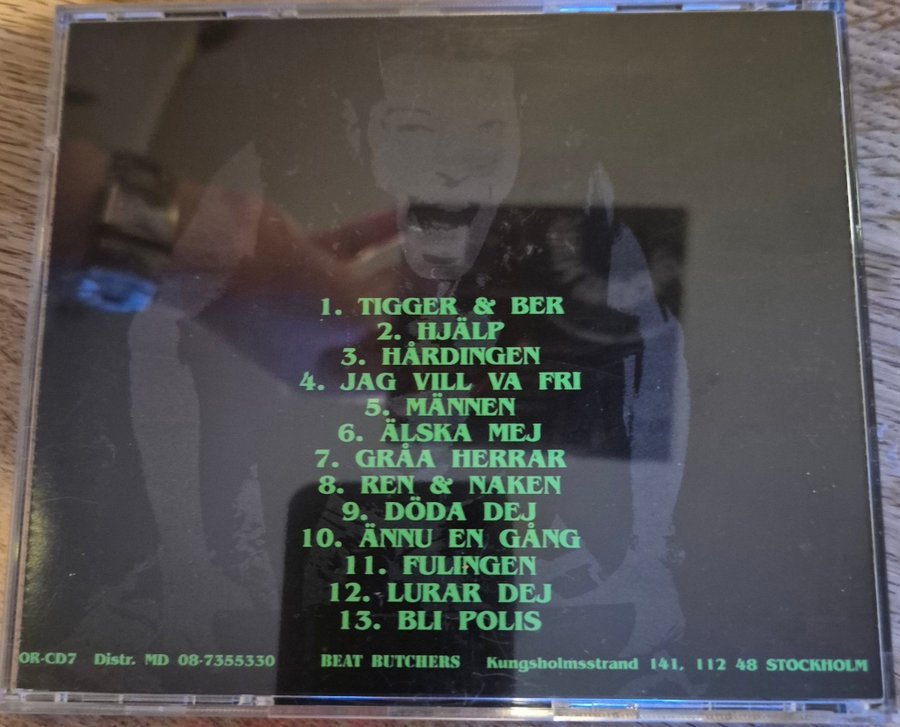 1. TIGGER & BER
2. HJÄLP
3. HÅRDINGEN
4. JAG VILL VA FRI
5. MÄNNEN
6. ÄLSKA MEJ
7. GRÅA HERRAR
8. REN & NAKEN
9. DÖDA DEJ
10. ÄNNU EN GÅNG
11. FULINGEN
12. LURAR DEJ
13. BLI POLIS
OR-CD7 Distr. MD 08-7355330 BEAT BUTCHERS Kungsholmsstrand 141, 112 48 STOCKHOLM